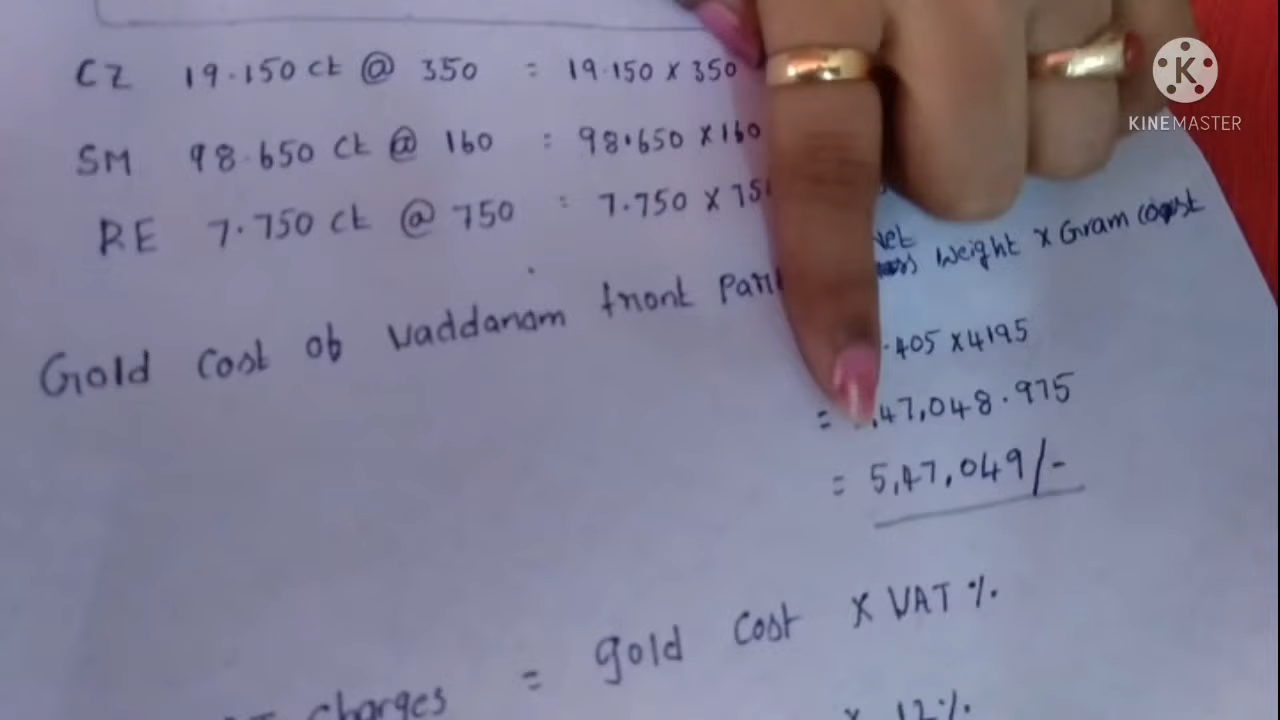 CZ 19.150 ct @ 350 = 19.150 x 350
SM 98.650 ct @ 160 = 98.650 x 160
RE 7.750 ct @ 750 = 7.750 x 750
Gold cost of vaddanam front part Net Weight x Gram cost
.405 x 4195
= ,47,048.975
= 5,47,049/-
= gold cost x VAT %.
charges
x 12%.
K
KINEMASTER